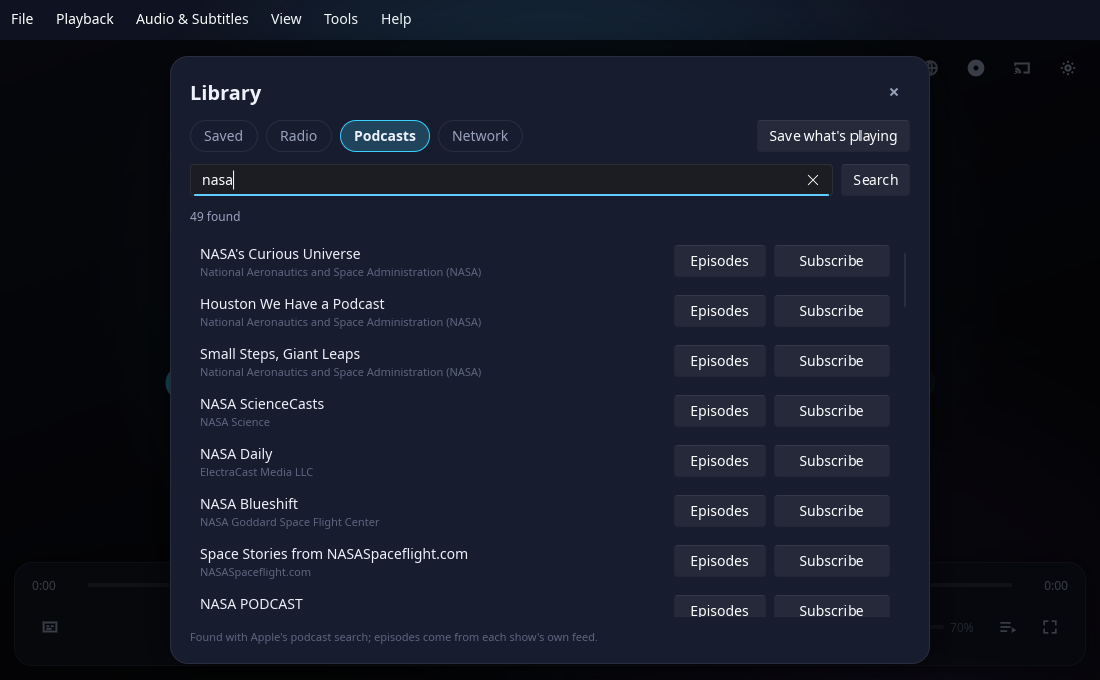 File Playback Audio & Subtitles View Tools Help
Library ×
Saved Radio Podcasts Network Save what's playing
nasa Search
49 found
NASA's Curious Universe
National Aeronautics and Space Administration (NASA)
Episodes Subscribe
Houston We Have a Podcast
National Aeronautics and Space Administration (NASA)
Episodes Subscribe
Small Steps, Giant Leaps
National Aeronautics and Space Administration (NASA)
Episodes Subscribe
NASA ScienceCasts
NASA Science
Episodes Subscribe
NASA Daily
ElectraCast Media LLC
Episodes Subscribe
NASA Blueshift
NASA Goddard Space Flight Center
Episodes Subscribe
Space Stories from NASASpaceflight.com
NASASpaceflight.com
Episodes Subscribe
NASA PODCAST
Episodes Subscribe
0:00 0:00
70%
Found with Apple's podcast search; episodes come from each show's own feed.